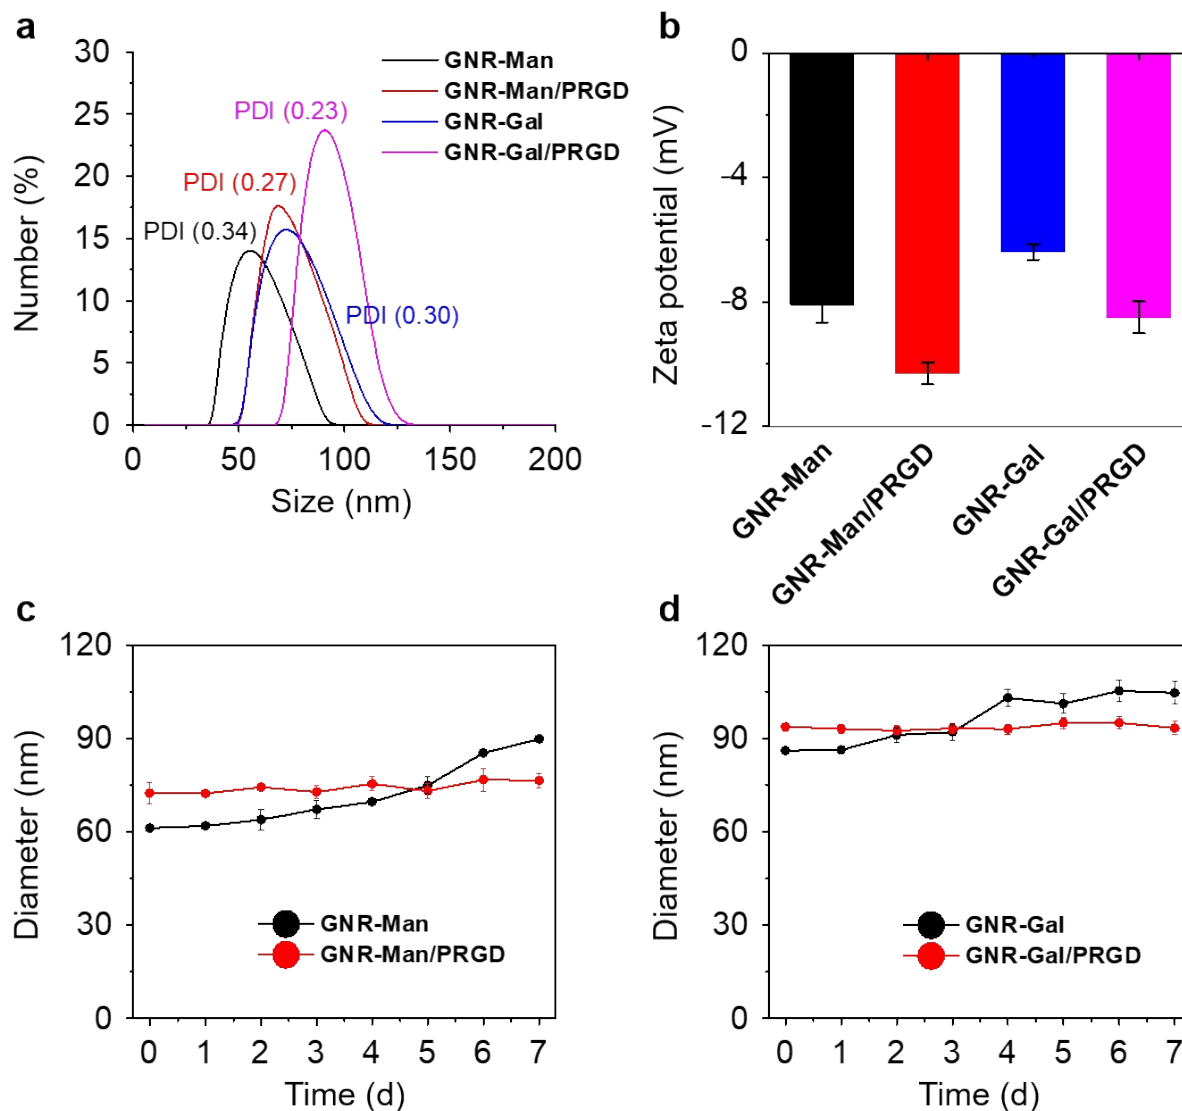 a
30
25
20
15
10
5
0
Number (%)
0 50 100 150 200
Size (nm)
GNR-Man
GNR-Man/PRGD
GNR-Gal
GNR-Gal/PRGD
PDI (0.23)
PDI (0.27)
PDI (0.34)
PDI (0.30)
b
0
-4
-8
-12
Zeta potential (mV)
GNR-Man
GNR-Man/PRGD
GNR-Gal
GNR-Gal/PRGD
c
120
90
60
30
0
Diameter (nm)
GNR-Man
GNR-Man/PRGD
0 1 2 3 4 5 6 7
Time (d)
d
120
90
60
30
0
Diameter (nm)
GNR-Gal
GNR-Gal/PRGD
0 1 2 3 4 5 6 7
Time (d)